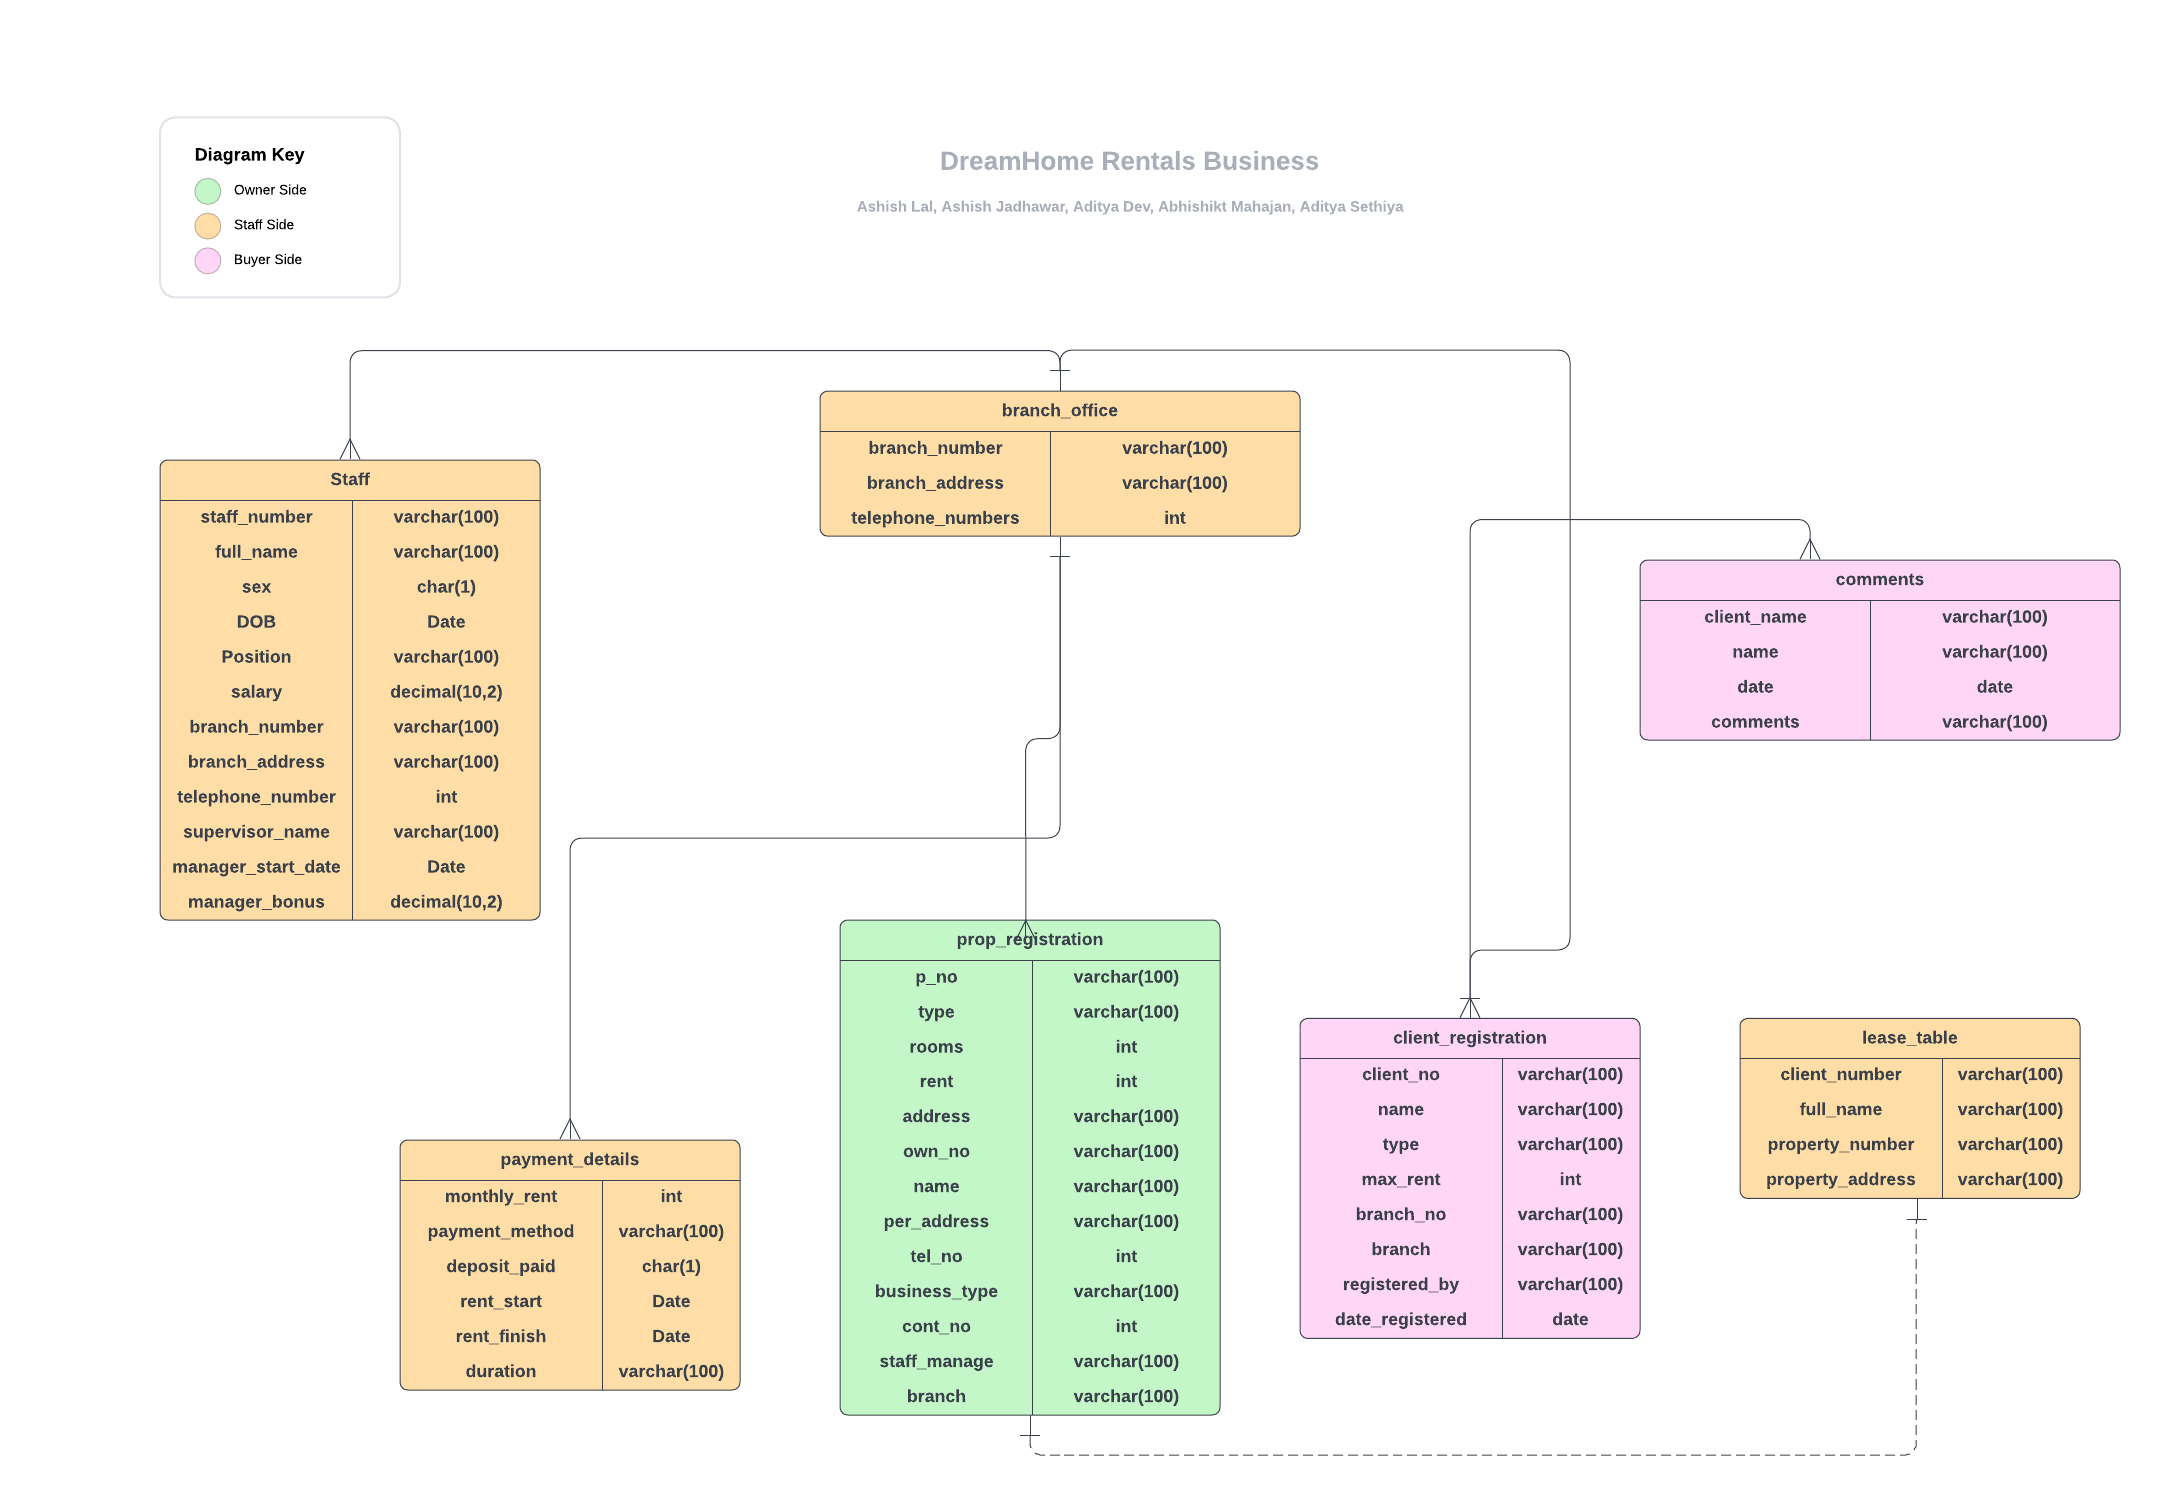 Diagram Key
Owner Side
Staff Side
Buyer Side
DreamHome Rentals Business
Ashish Lal, Ashish Jadhawar, Aditya Dev, Abhishikt Mahajan, Aditya Sethiya
branch_office
branch_number varchar(100)
branch_address varchar(100)
telephone_numbers int
Staff
staff_number varchar(100)
full_name varchar(100)
sex char(1)
DOB Date
Position varchar(100)
salary decimal(10,2)
branch_number varchar(100)
branch_address varchar(100)
telephone_number int
supervisor_name varchar(100)
manager_start_date Date
manager_bonus decimal(10,2)
comments
client_name varchar(100)
name varchar(100)
date date
comments varchar(100)
prop_registration
p_no varchar(100)
type varchar(100)
rooms int
rent int
address varchar(100)
own_no varchar(100)
name varchar(100)
per_address varchar(100)
tel_no int
business_type varchar(100)
cont_no int
staff_manage varchar(100)
branch varchar(100)
client_registration
client_no varchar(100)
name varchar(100)
type varchar(100)
max_rent int
branch_no varchar(100)
branch varchar(100)
registered_by varchar(100)
date_registered date
lease_table
client_number varchar(100)
full_name varchar(100)
property_number varchar(100)
property_address varchar(100)
payment_details
monthly_rent int
payment_method varchar(100)
deposit_paid char(1)
rent_start Date
rent_finish Date
duration varchar(100)